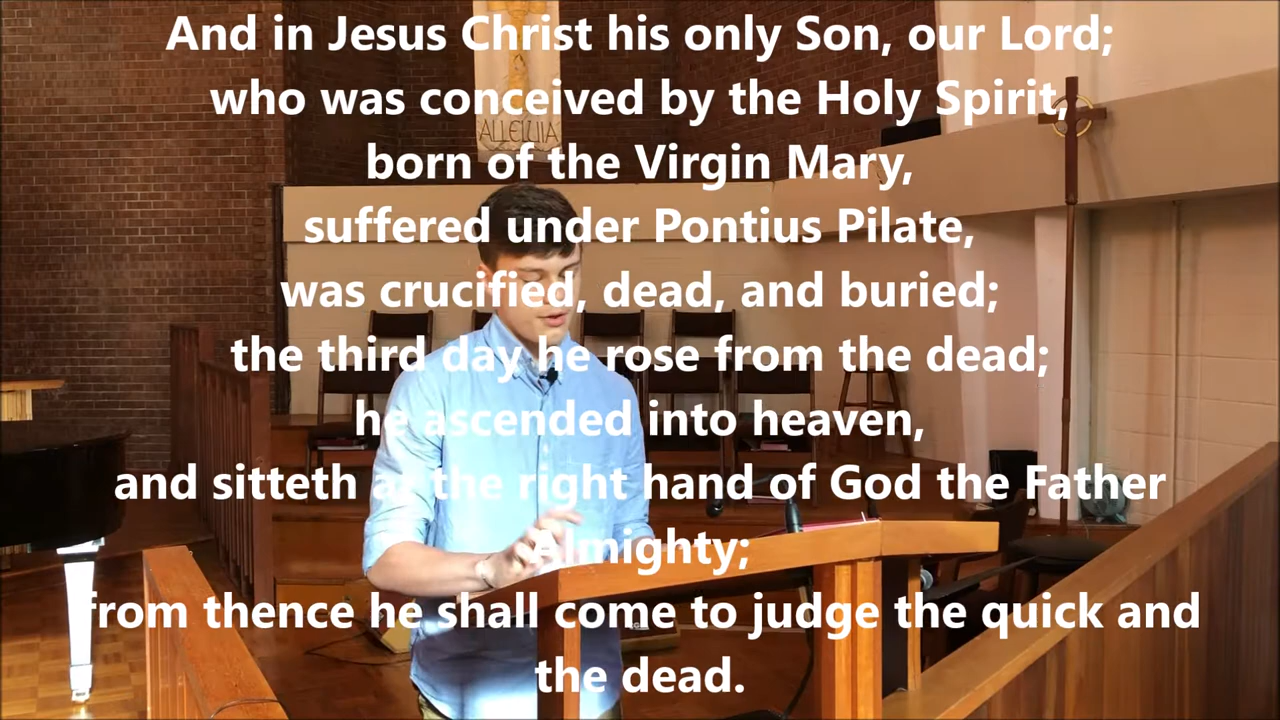 And in Jesus Christ his only Son, our Lord;
who was conceived by the Holy Spirit,
ALLELUIA
born of the Virgin Mary,
suffered under Pontius Pilate,
was crucified, dead, and buried;
the third day he rose from the dead;
he ascended into heaven,
and sitteth at the right hand of God the Father
Almighty;
from thence he shall come to judge the quick and
the dead.